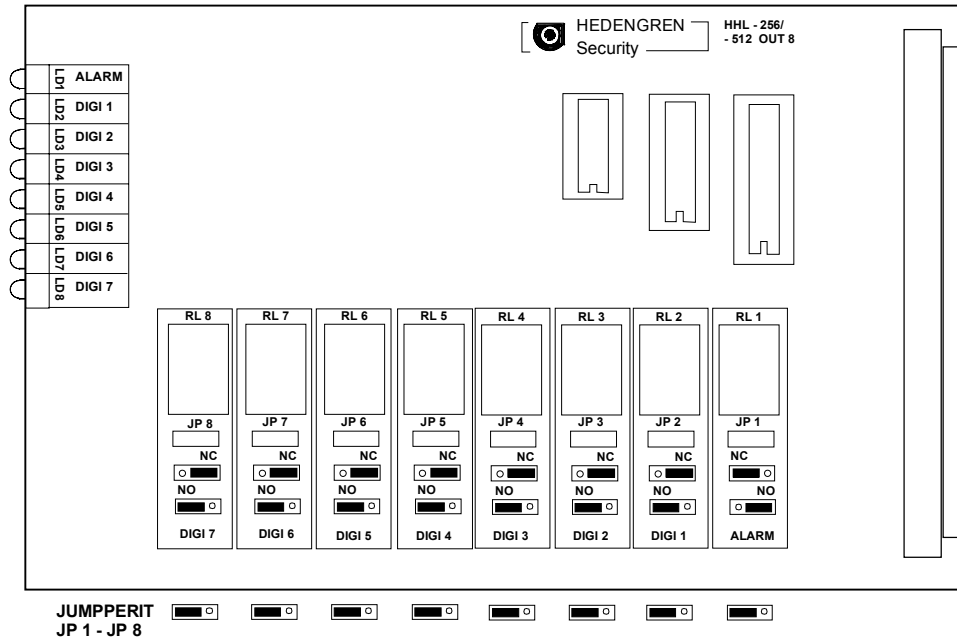 HEDENGREN
Security
HHL - 256/
- 512 OUT 8
LD1 ALARM
LD2 DIGI 1
LD3 DIGI 2
LD4 DIGI 3
LD5 DIGI 4
LD6 DIGI 5
LD7 DIGI 6
LD8 DIGI 7
RL 8 RL 7 RL 6 RL 5 RL 4 RL 3 RL 2 RL 1
JP 8 JP 7 JP 6 JP 5 JP 4 JP 3 JP 2 JP 1
NC NC NC NC NC NC NC NC
NO NO NO NO NO NO NO NO
DIGI 7 DIGI 6 DIGI 5 DIGI 4 DIGI 3 DIGI 2 DIGI 1 ALARM
JUMPPERIT
JP 1 - JP 8